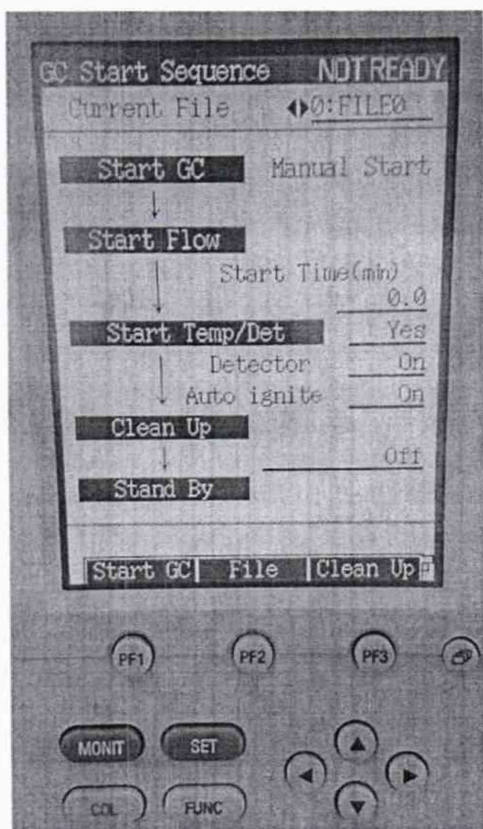 GC Start Sequence NOT READY
Current File 0:FILE0
Start GC Manual Start
Start Flow
Start Time(min)
0.0
Start Temp/Det Yes
Detector On
Auto ignite On
Clean Up
Off
Stand By
Start GC File Clean Up
PF1 PF2 PF3
MONIT SET
COL FUNC